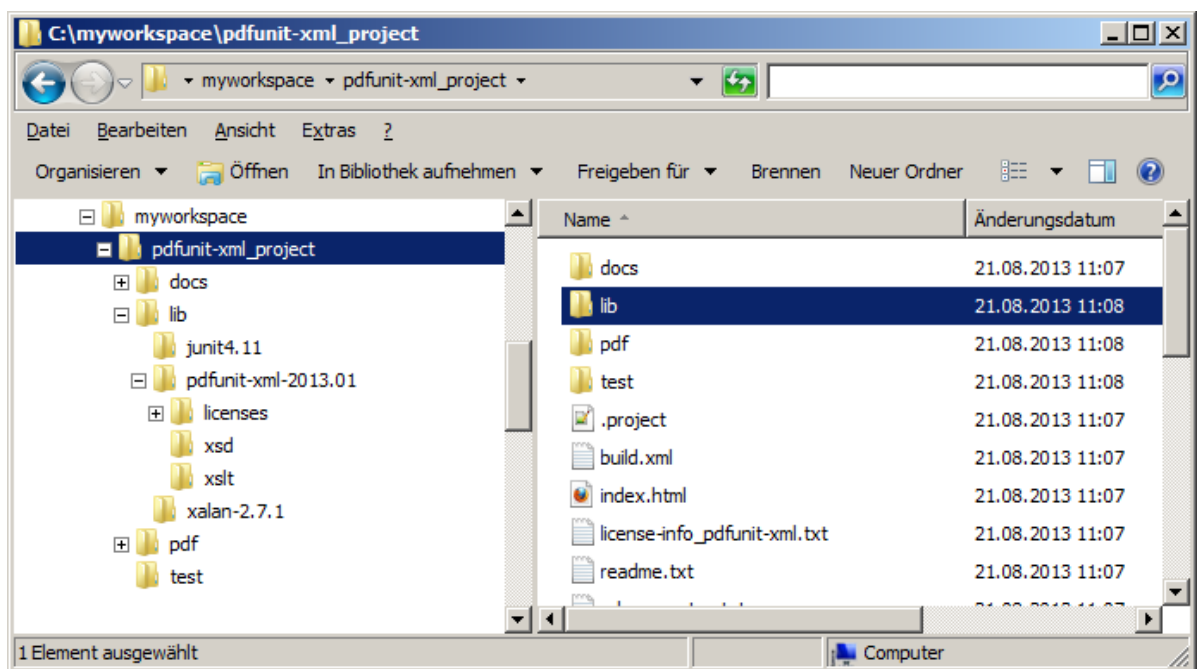 C:\myworkspace\pdfunit-xml_project
myworkspace pdfunit-xml_project
Datei Bearbeiten Ansicht Extras ?
Organisieren Öffnen In Bibliothek aufnehmen Freigeben für Brennen Neuer Ordner
myworkspace
pdfunit-xml_project
docs
lib
junit4.11
pdfunit-xml-2013.01
licenses
xsd
xslt
xalan-2.7.1
pdf
test
Name Änderungsdatum
docs 21.08.2013 11:07
lib 21.08.2013 11:08
pdf 21.08.2013 11:08
test 21.08.2013 11:08
.project 21.08.2013 11:07
build.xml 21.08.2013 11:07
index.html 21.08.2013 11:07
license-info_pdfunit-xml.txt 21.08.2013 11:07
readme.txt 21.08.2013 11:07
1 Element ausgewählt Computer